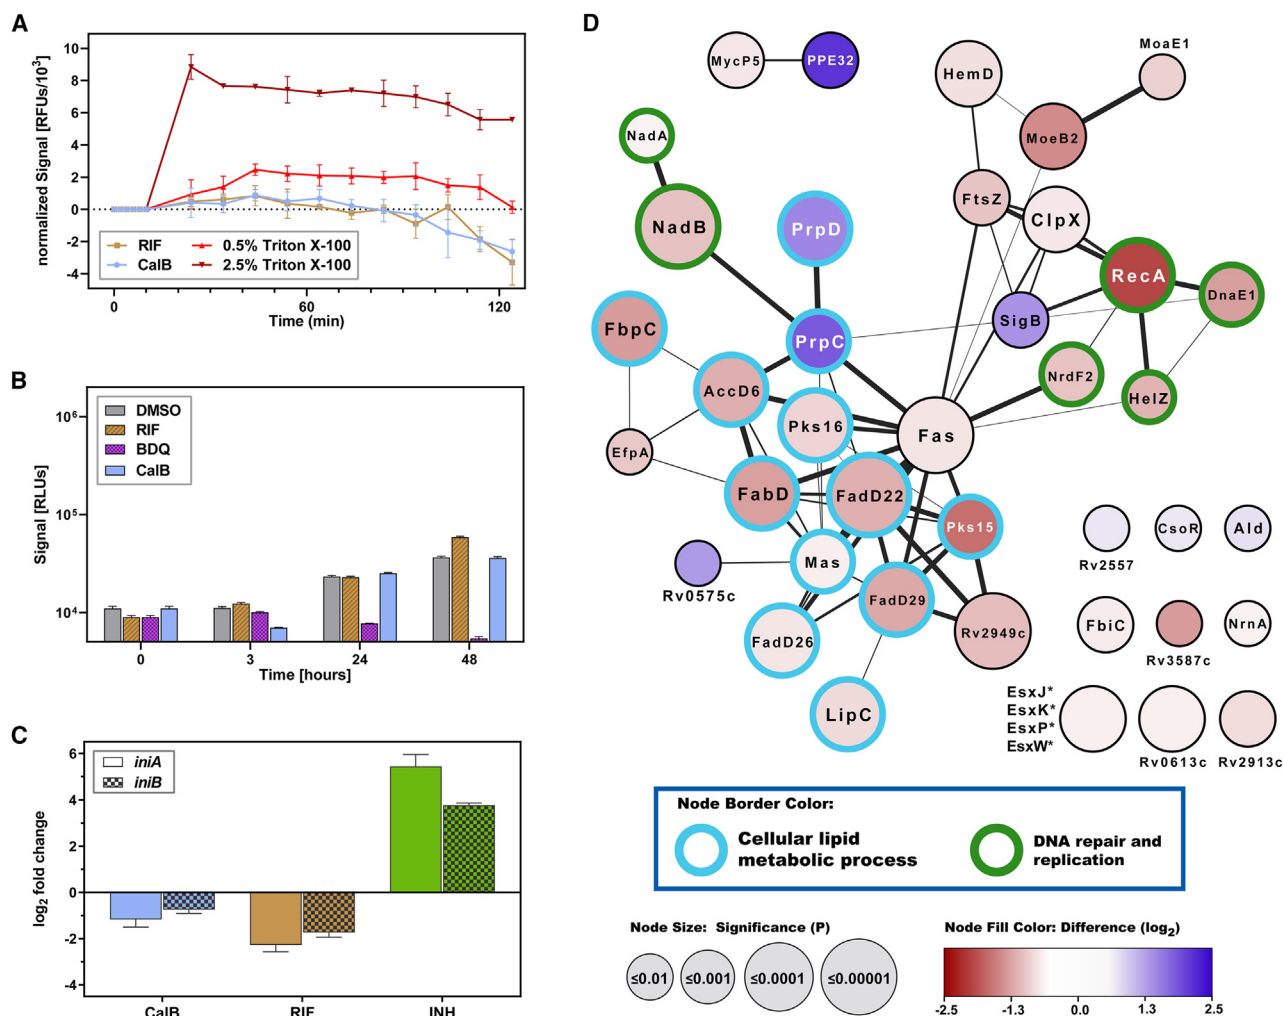 A
normalized Signal [RFUs/10³]
10
8
6
4
2
0
-2
-4
RIF
CalB
0.5% Triton X-100
2.5% Triton X-100
0
60
120
Time (min)
B
Signal [RLUs]
10⁶
10⁵
10⁴
DMSO
RIF
BDQ
CalB
0
3
24
48
Time [hours]
C
log₂ fold change
6
4
2
0
-2
-4
iniA
iniB
CalB
RIF
INH
D
MycP5
PPE32
HemD
MoaE1
MoeB2
NadA
NadB
PrpD
FtsZ
ClpX
RecA
DnaE1
SigB
FbpC
PrpC
AccD6
Pks16
NrdF2
HelZ
Fas
EfpA
FabD
FadD22
Pks15
Mas
Rv0575c
FadD29
FadD26
Rv2949c
LipC
Rv2557
CsoR
Ald
FbiC
Rv3587c
NrnA
EsxJ*
EsxK*
EsxP*
EsxW*
Rv0613c
Rv2913c
Node Border Color:
Cellular lipid
metabolic process
DNA repair and
replication
Node Size: Significance (P)
≤0.01
≤0.001
≤0.0001
≤0.00001
Node Fill Color: Difference (log₂)
-2.5
-1.3
0.0
1.3
2.5